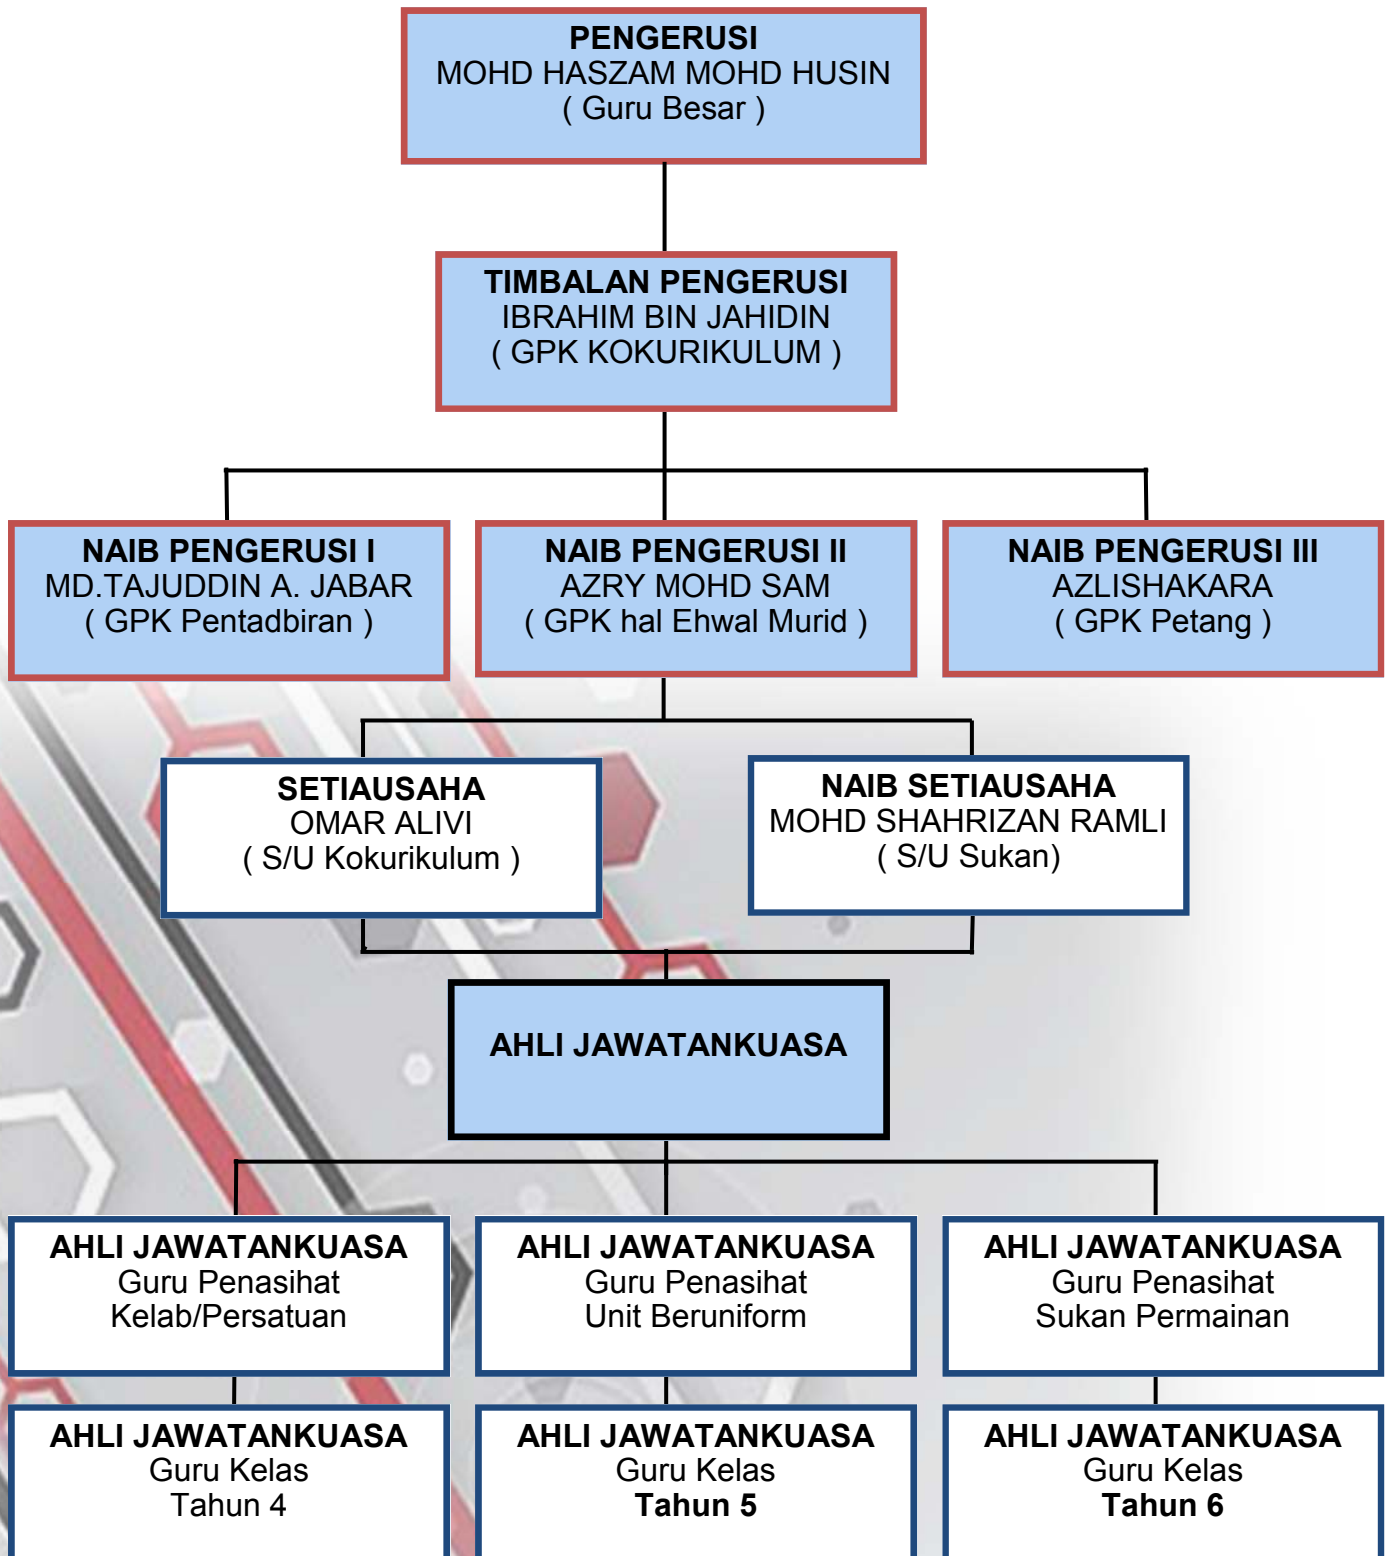 PENGERUSI
MOHD HASZAM MOHD HUSIN
( Guru Besar )
TIMBALAN PENGERUSI
IBRAHIM BIN JAHIDIN
( GPK KOKURIKULUM )
NAIB PENGERUSI I
MD.TAJUDDIN A. JABAR
( GPK Pentadbiran )
NAIB PENGERUSI II
AZRY MOHD SAM
( GPK hal Ehwal Murid )
NAIB PENGERUSI III
AZLISHAKARA
( GPK Petang )
SETIAUSAHA
OMAR ALIVI
( S/U Kokurikulum )
NAIB SETIAUSAHA
MOHD SHAHRIZAN RAMLI
( S/U Sukan)
AHLI JAWATANKUASA
AHLI JAWATANKUASA
Guru Penasihat
Kelab/Persatuan
AHLI JAWATANKUASA
Guru Penasihat
Unit Beruniform
AHLI JAWATANKUASA
Guru Penasihat
Sukan Permainan
AHLI JAWATANKUASA
Guru Kelas
Tahun 4
AHLI JAWATANKUASA
Guru Kelas
Tahun 5
AHLI JAWATANKUASA
Guru Kelas
Tahun 6